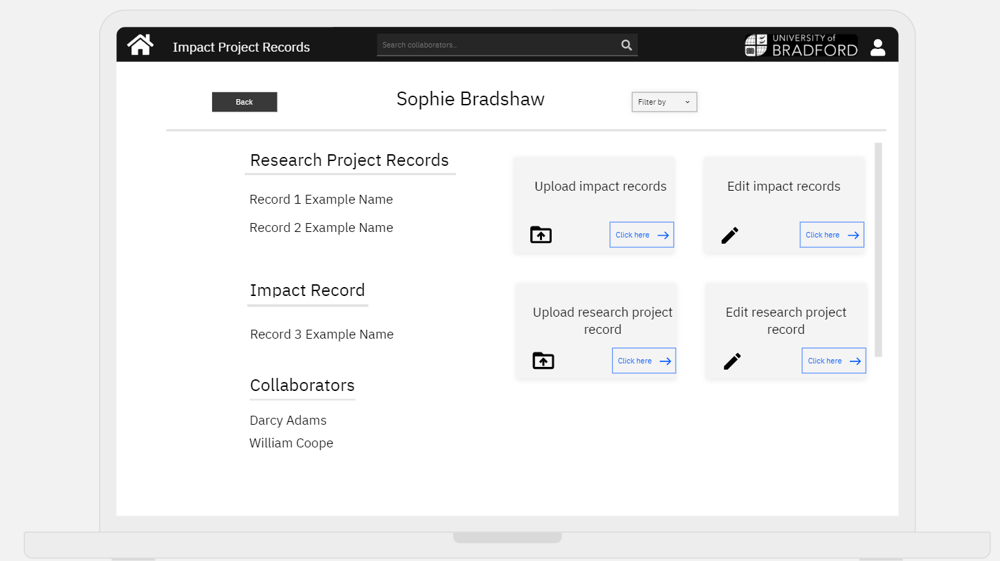 Impact Project Records
Search collaborators..
UNIVERSITY of
BRADFORD
Back
Sophie Bradshaw
Filter by
Research Project Records
Record 1 Example Name
Record 2 Example Name
Impact Record
Record 3 Example Name
Collaborators
Darcy Adams
William Coope
Upload impact records
Click here
Edit impact records
Click here
Upload research project
record
Click here
Edit research project
record
Click here